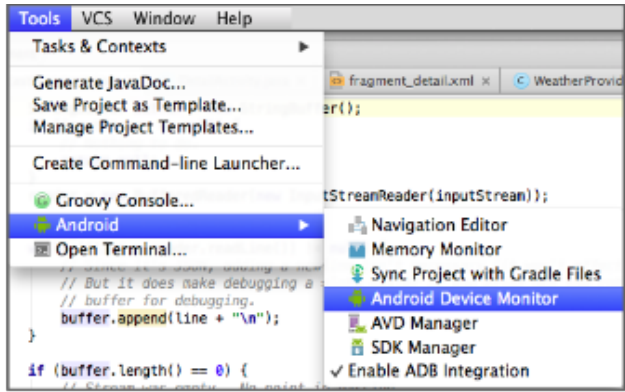 Tools VCS Window Help
Tasks & Contexts
Generate JavaDoc...
Save Project as Template...
Manage Project Templates...
Create Command-line Launcher...
Groovy Console...
Android
Open Terminal...
fragment_detail.xml × C WeatherProvid
er();
tStreamReader(inputStream));
Navigation Editor
Memory Monitor
Sync Project with Gradle Files
Android Device Monitor
AVD Manager
SDK Manager
✓ Enable ADB Integration
// But it does make debugging a
// buffer for debugging.
buffer.append(line + "\n");
}
if (buffer.length() == 0) {